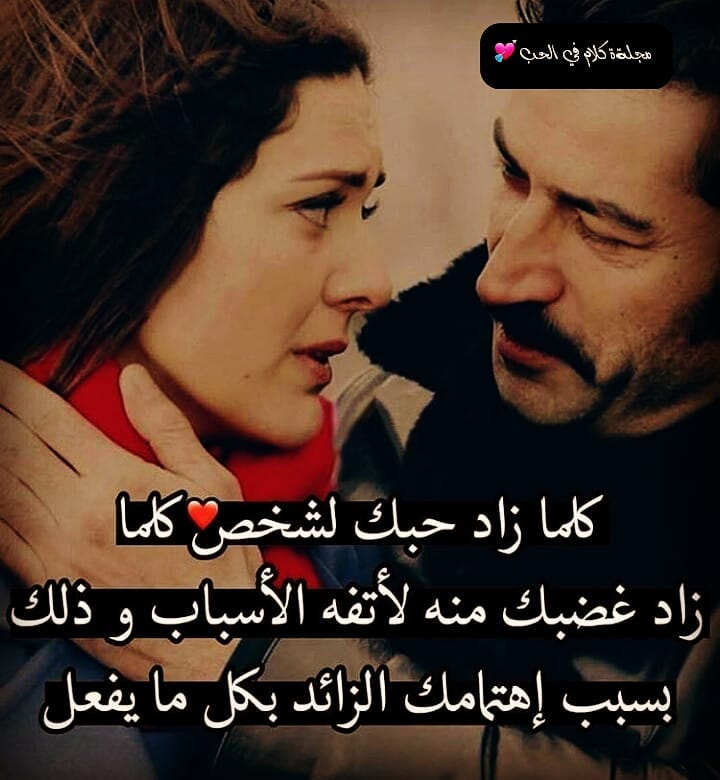 مجلةة كلام في الحب 💘
كلما زاد حبك لشخص❤️كلما
زاد غضبك منه لأتفه الأسباب و ذلك
بسبب إهتمامك الزائد بكل ما يفعل